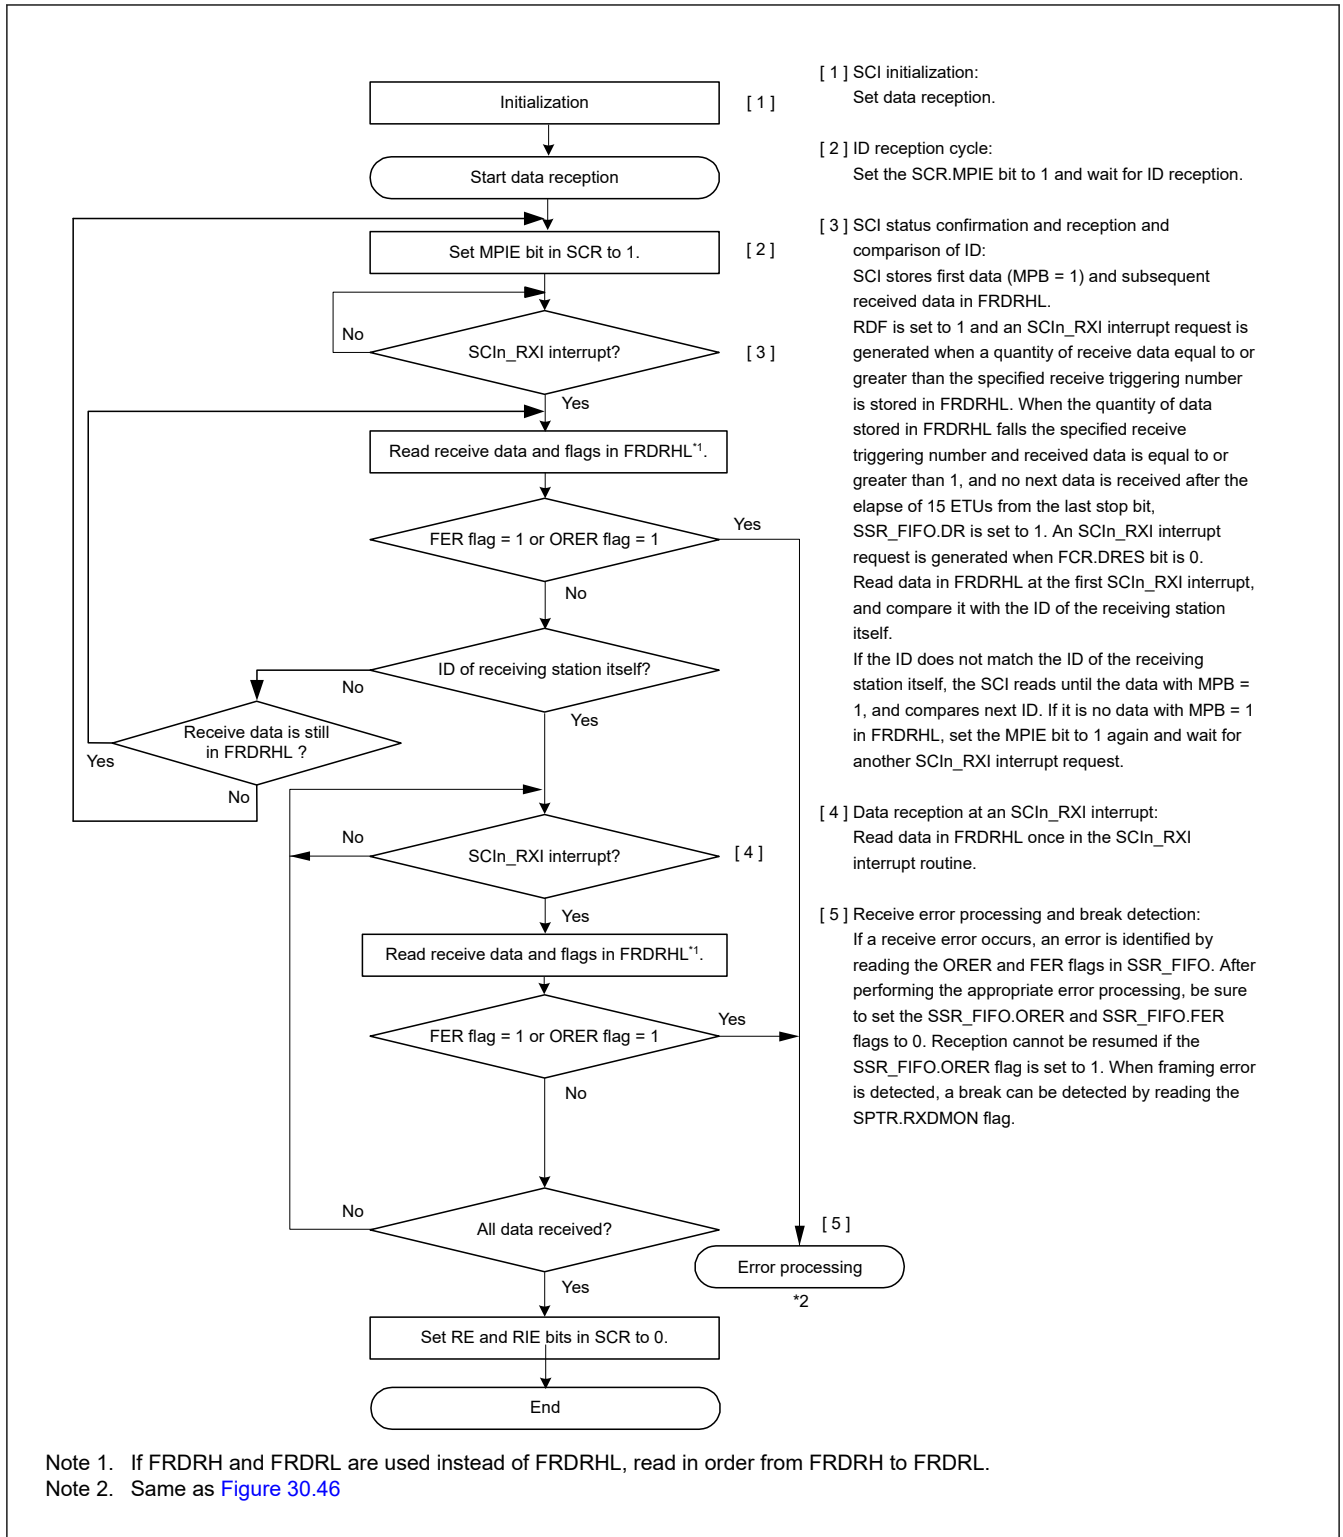 Initialization
[ 1 ]
Start data reception
Set MPIE bit in SCR to 1.
[ 2 ]
No
SCIn_RXI interrupt?
[ 3 ]
Yes
Read receive data and flags in FRDRHL*1.
FER flag = 1 or ORER flag = 1
Yes
No
ID of receiving station itself?
No
Yes
Receive data is still
in FRDRHL ?
Yes
No
No
SCIn_RXI interrupt?
[ 4 ]
Yes
Read receive data and flags in FRDRHL*1.
FER flag = 1 or ORER flag = 1
Yes
No
No
All data received?
[ 5 ]
Error processing
*2
Yes
Set RE and RIE bits in SCR to 0.
End
[ 1 ] SCI initialization:
Set data reception.
[ 2 ] ID reception cycle:
Set the SCR.MPIE bit to 1 and wait for ID reception.
[ 3 ] SCI status confirmation and reception and
comparison of ID:
SCI stores first data (MPB = 1) and subsequent
received data in FRDRHL.
RDF is set to 1 and an SCIn_RXI interrupt request is
generated when a quantity of receive data equal to or
greater than the specified receive triggering number
is stored in FRDRHL. When the quantity of data
stored in FRDRHL falls the specified receive
triggering number and received data is equal to or
greater than 1, and no next data is received after the
elapse of 15 ETUs from the last stop bit,
SSR_FIFO.DR is set to 1. An SCIn_RXI interrupt
request is generated when FCR.DRES bit is 0.
Read data in FRDRHL at the first SCIn_RXI interrupt,
and compare it with the ID of the receiving station
itself.
If the ID does not match the ID of the receiving
station itself, the SCI reads until the data with MPB =
1, and compares next ID. If it is no data with MPB = 1
in FRDRHL, set the MPIE bit to 1 again and wait for
another SCIn_RXI interrupt request.
[ 4 ] Data reception at an SCIn_RXI interrupt:
Read data in FRDRHL once in the SCIn_RXI
interrupt routine.
[ 5 ] Receive error processing and break detection:
If a receive error occurs, an error is identified by
reading the ORER and FER flags in SSR_FIFO. After
performing the appropriate error processing, be sure
to set the SSR_FIFO.ORER and SSR_FIFO.FER
flags to 0. Reception cannot be resumed if the
SSR_FIFO.ORER flag is set to 1. When framing error
is detected, a break can be detected by reading the
SPTR.RXDMON flag.
Note 1. If FRDRH and FRDRL are used instead of FRDRHL, read in order from FRDRH to FRDRL.
Note 2. Same as Figure 30.46